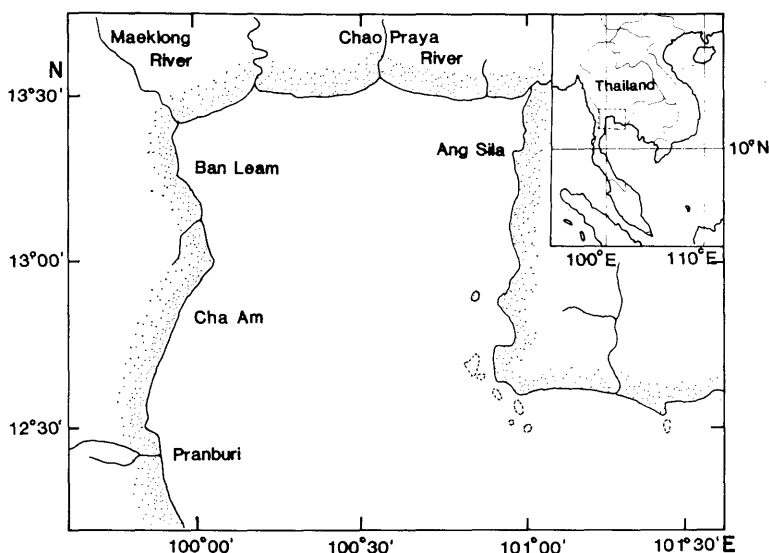 Maeklong
River
Chao Praya
River
N
13°30'
Thailand
10°N
Ang Sila
Ban Leam
13°00'
100°E
110°E
Cha Am
12°30'
Pranburi
100°00'
100°30'
101°00'
101°30' E